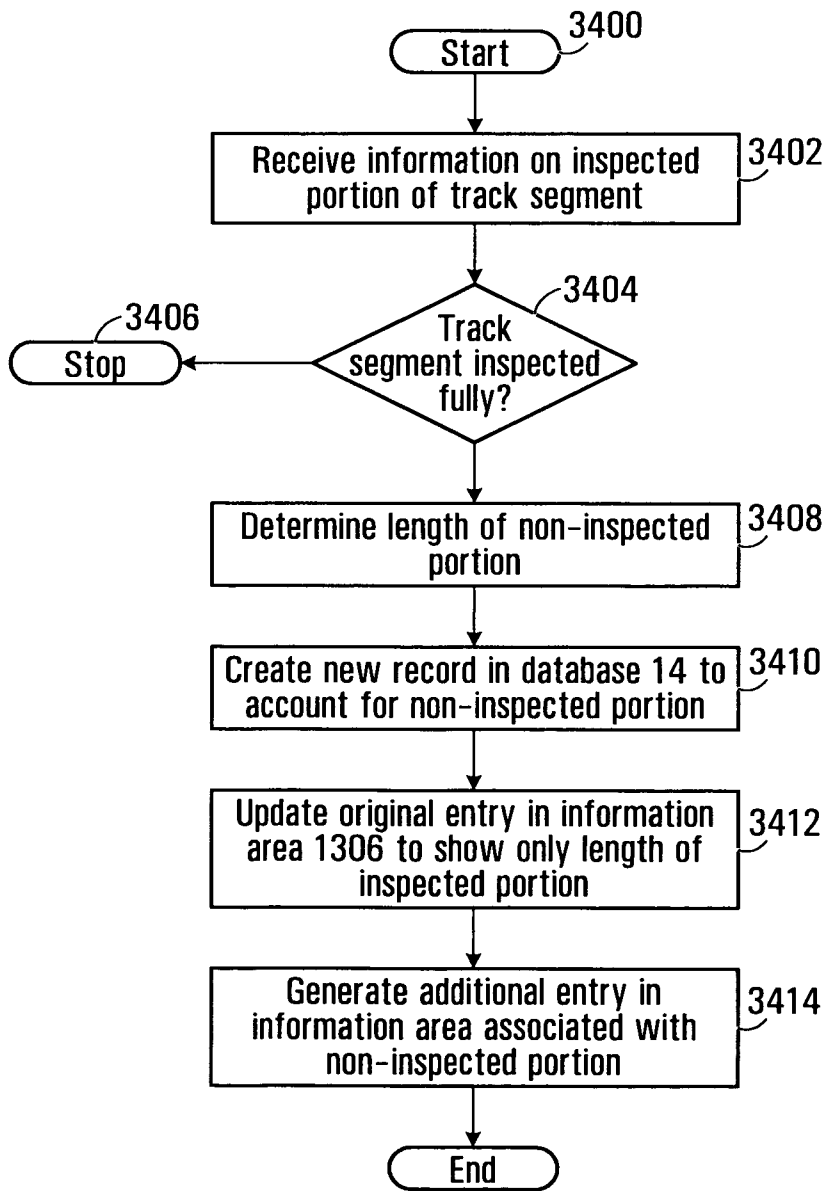 Start
3400
Receive information on inspected
portion of track segment
3402
3404
Track
segment inspected
fully?
3406
Stop
Determine length of non-inspected
portion
3408
Create new record in database 14 to
account for non-inspected portion
3410
Update original entry in information
area 1306 to show only length of
inspected portion
3412
Generate additional entry in
information area associated with
non-inspected portion
3414
End